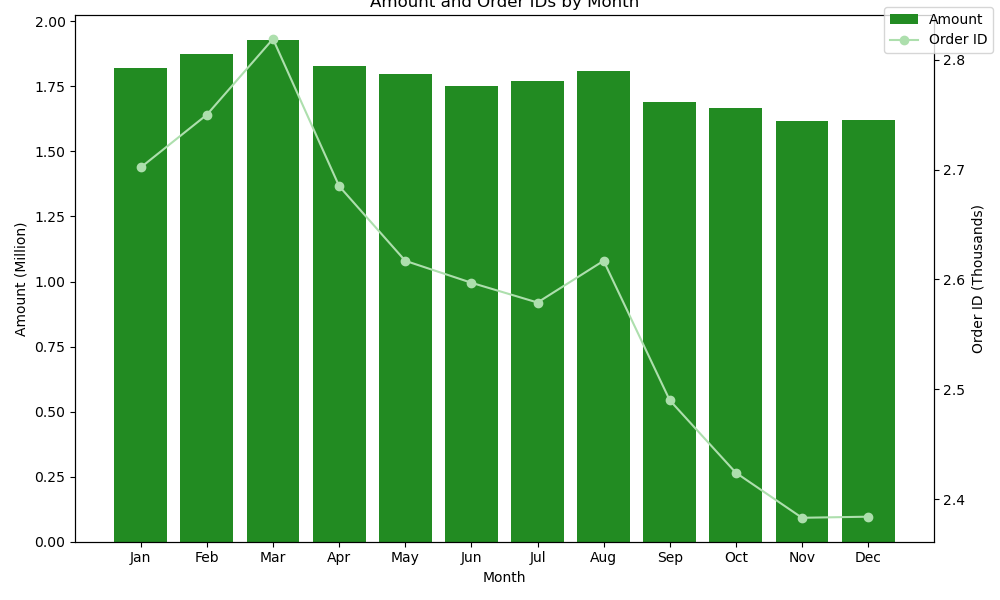 Amount and Order IDs by Month
Amount
Order ID
2.00
1.75
1.50
1.25
1.00
0.75
0.50
0.25
0.00
Amount (Million)
2.8
2.7
2.6
2.5
2.4
Order ID (Thousands)
Jan Feb Mar Apr May Jun Jul Aug Sep Oct Nov Dec
Month